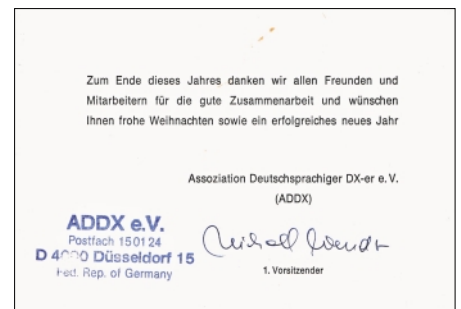 Zum Ende dieses Jahres danken wir allen Freunden und
Mitarbeitern für die gute Zusammenarbeit und wünschen
Ihnen frohe Weihnachten sowie ein erfolgreiches neues Jahr
Assoziation Deutschsprachiger DX-er e.V.
(ADDX)
ADDX e.V.
Postfach 150124
D 4000 Düsseldorf 15
Fed. Rep. of Germany
1. Vorsitzender